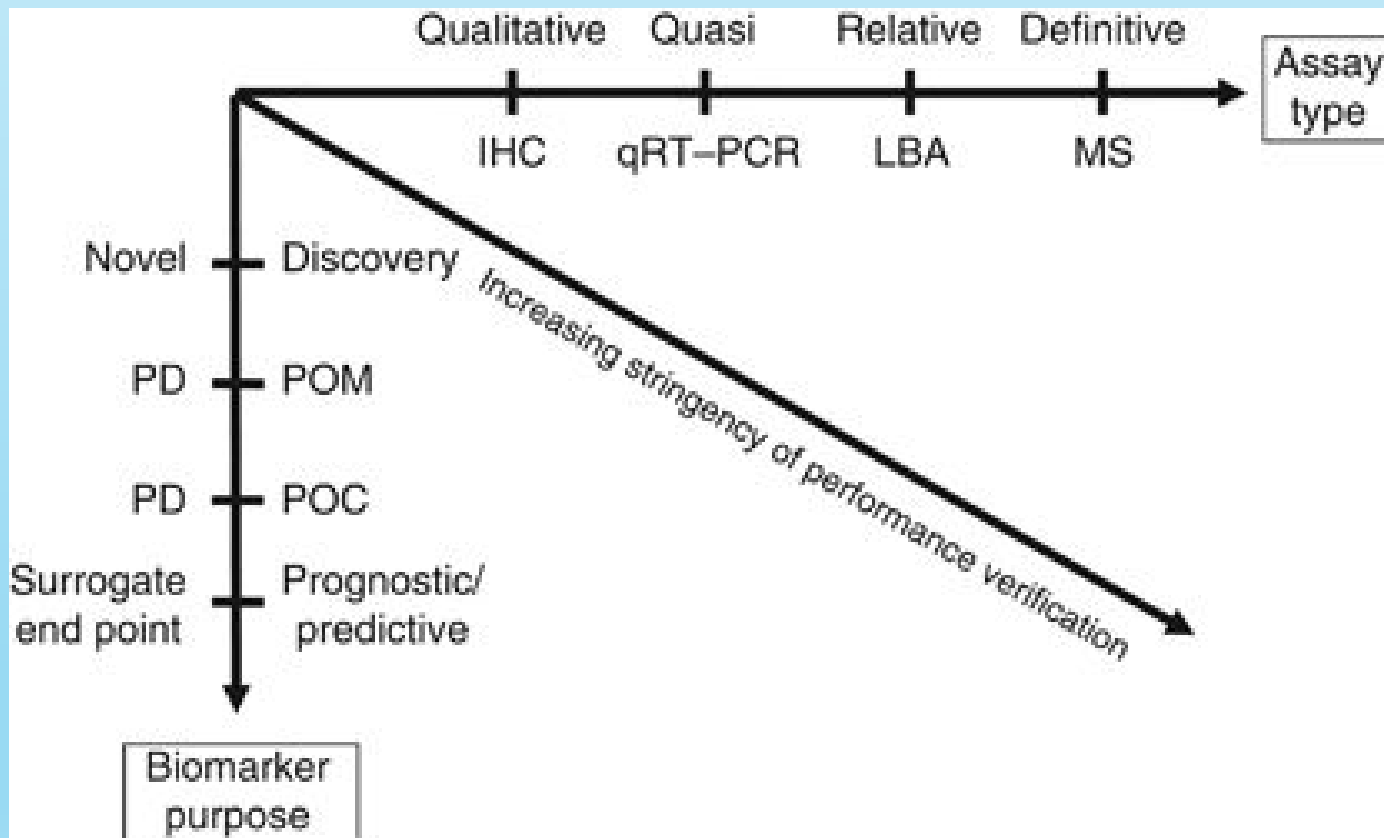 Qualitative Quasi Relative Definitive
Assay
type
IHC qRT–PCR LBA MS
Novel Discovery
Increasing stringency of performance verification
PD POM
PD POC
Surrogate
end point
Prognostic/
predictive
Biomarker
purpose